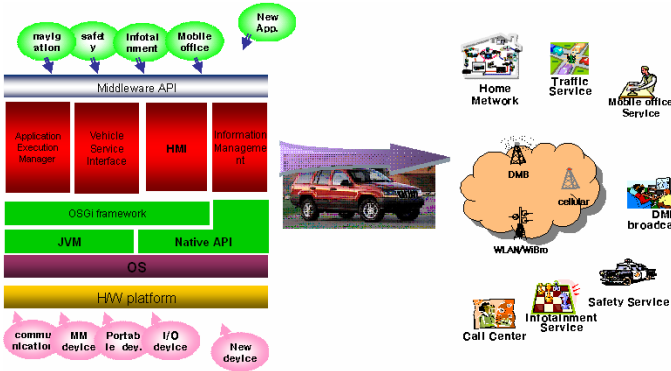 navig
ation
safet
y
Infotai
nment
Mobile
office
New
App.
Middleware API
Application
Execution
Manager
Vehicle
Service
Interface
HMI
Information
Manageme
nt
OSGi framework
JVM
Native API
OS
H/W platform
commu
nication
MM
device
Portab
le dev.
I/O
device
New
device
Home
Metwork
Traffic
Service
Mobile office
Service
DMB
cellular
WLAN/WiBro
DMB
broadca
Safety Service
Infotainment
Service
Call Center